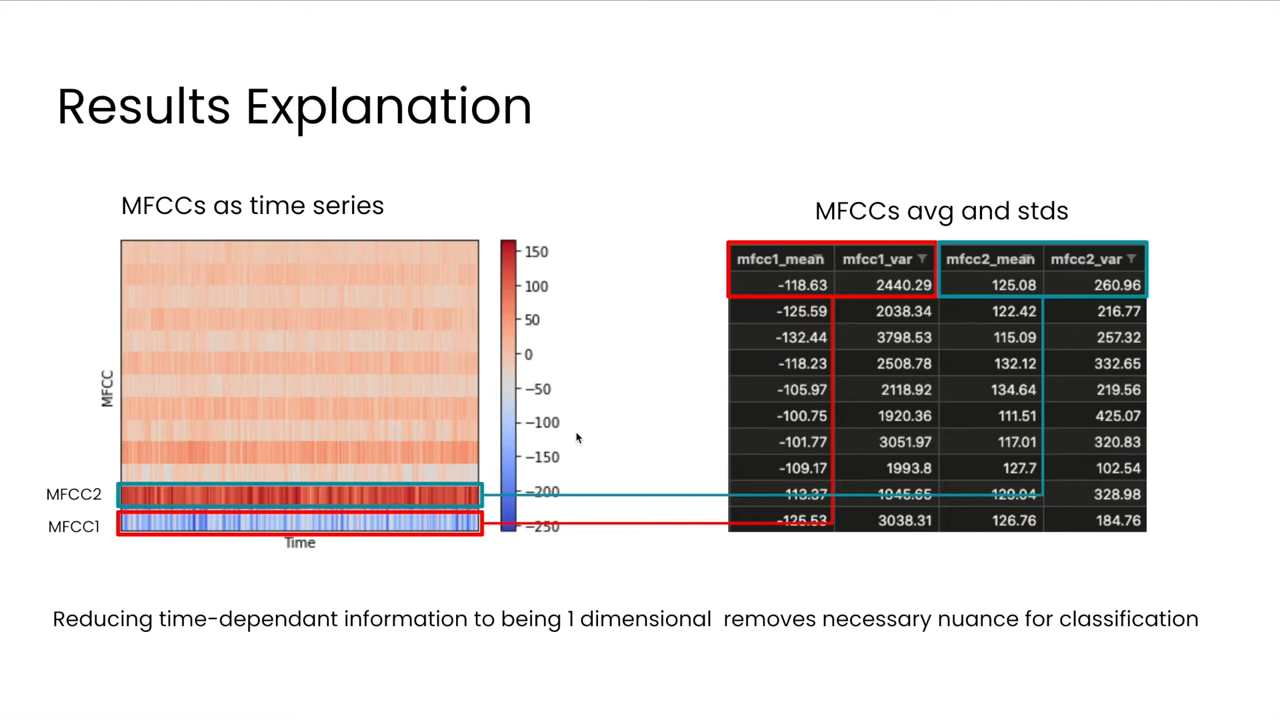 Results Explanation
MFCCs as time series
MFCCs avg and stds
150
100
50
0
−50
−100
−150
−200
−250
MFCC
MFCC2
MFCC1
Time
mfcc1_mean mfcc1_var mfcc2_mean mfcc2_var
-118.63 2440.29 125.08 260.96
-125.59 2038.34 122.42 216.77
-132.44 3798.53 115.09 257.32
-118.23 2508.78 132.12 332.65
-105.97 2118.92 134.64 219.56
-100.75 1920.36 111.51 425.07
-101.77 3051.97 117.01 320.83
-109.17 1993.8 127.7 102.54
-113.37 1945.65 129.04 328.98
-125.53 3038.31 126.76 184.76
Reducing time-dependant information to being 1 dimensional removes necessary nuance for classification